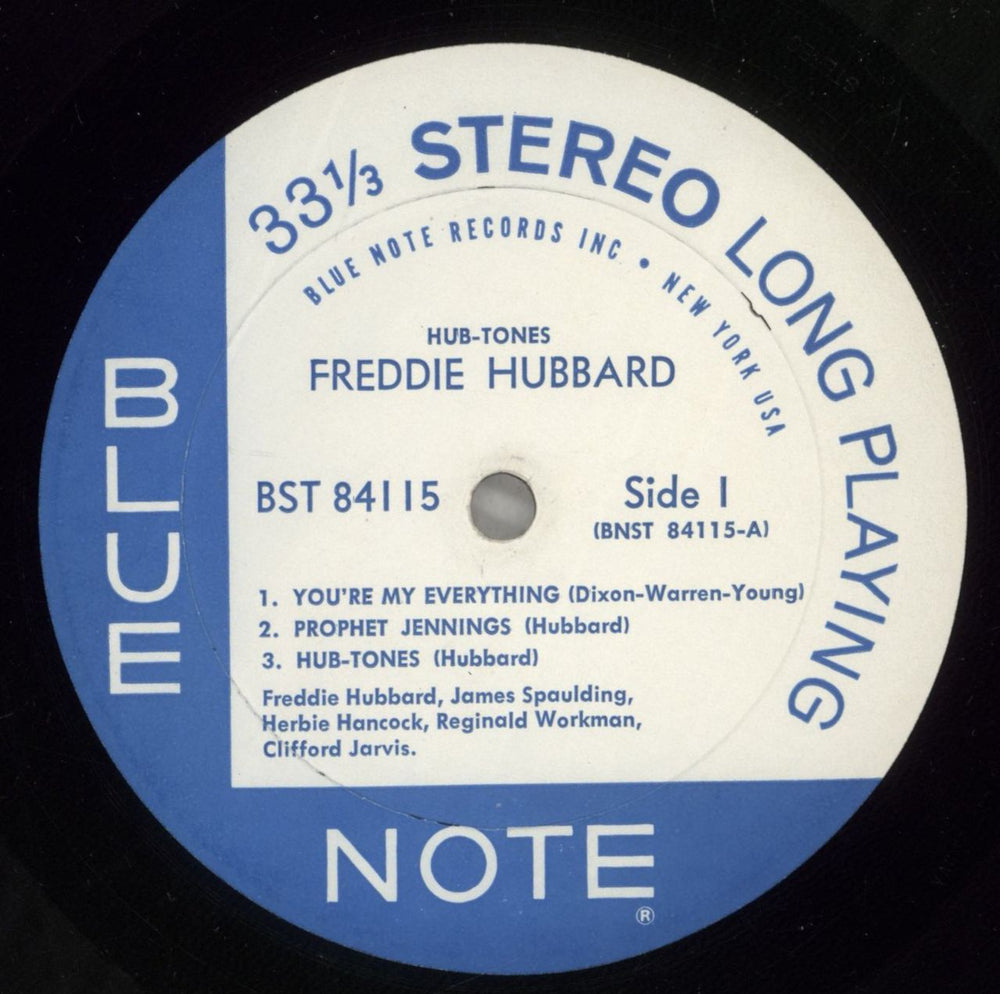 33⅓ STEREO LONG PLAYING
BLUE NOTE RECORDS INC • NEW YORK USA
HUB-TONES
FREDDIE HUBBARD
BST 84115
Side 1
(BNST 84115-A)
1. YOU'RE MY EVERYTHING (Dixon-Warren-Young)
2. PROPHET JENNINGS (Hubbard)
3. HUB-TONES (Hubbard)
Freddie Hubbard, James Spaulding,
Herbie Hancock, Reginald Workman,
Clifford Jarvis.
BLUE
NOTE
®